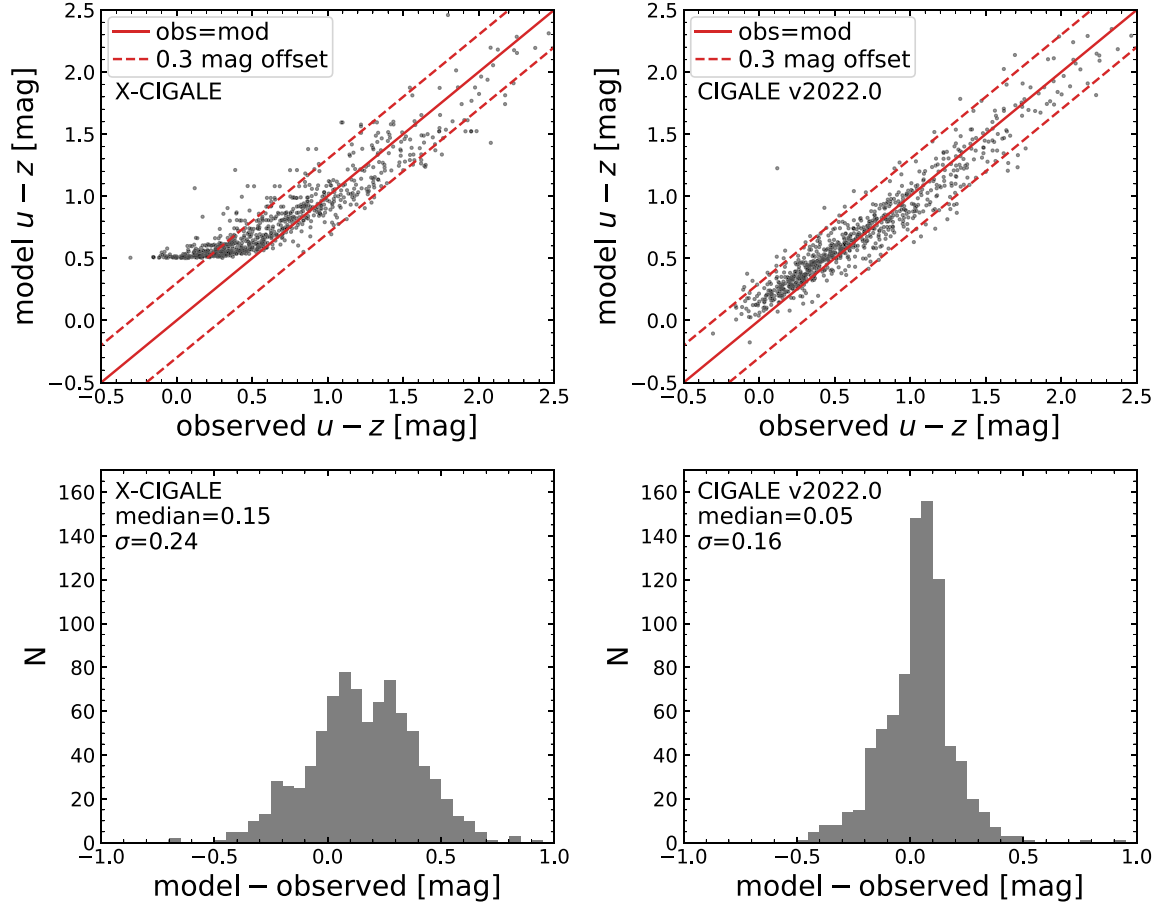 obs=mod
0.3 mag offset
X-CIGALE
2.5
2.0
1.5
1.0
0.5
0.0
−0.5
model u − z [mag]
−0.5 0.0 0.5 1.0 1.5 2.0 2.5
observed u − z [mag]
obs=mod
0.3 mag offset
CIGALE v2022.0
2.5
2.0
1.5
1.0
0.5
0.0
−0.5
model u − z [mag]
−0.5 0.0 0.5 1.0 1.5 2.0 2.5
observed u − z [mag]
X-CIGALE
median=0.15
σ=0.24
160
140
120
100
80
60
40
20
0
N
−1.0 −0.5 0.0 0.5 1.0
model − observed [mag]
CIGALE v2022.0
median=0.05
σ=0.16
160
140
120
100
80
60
40
20
0
N
−1.0 −0.5 0.0 0.5 1.0
model − observed [mag]